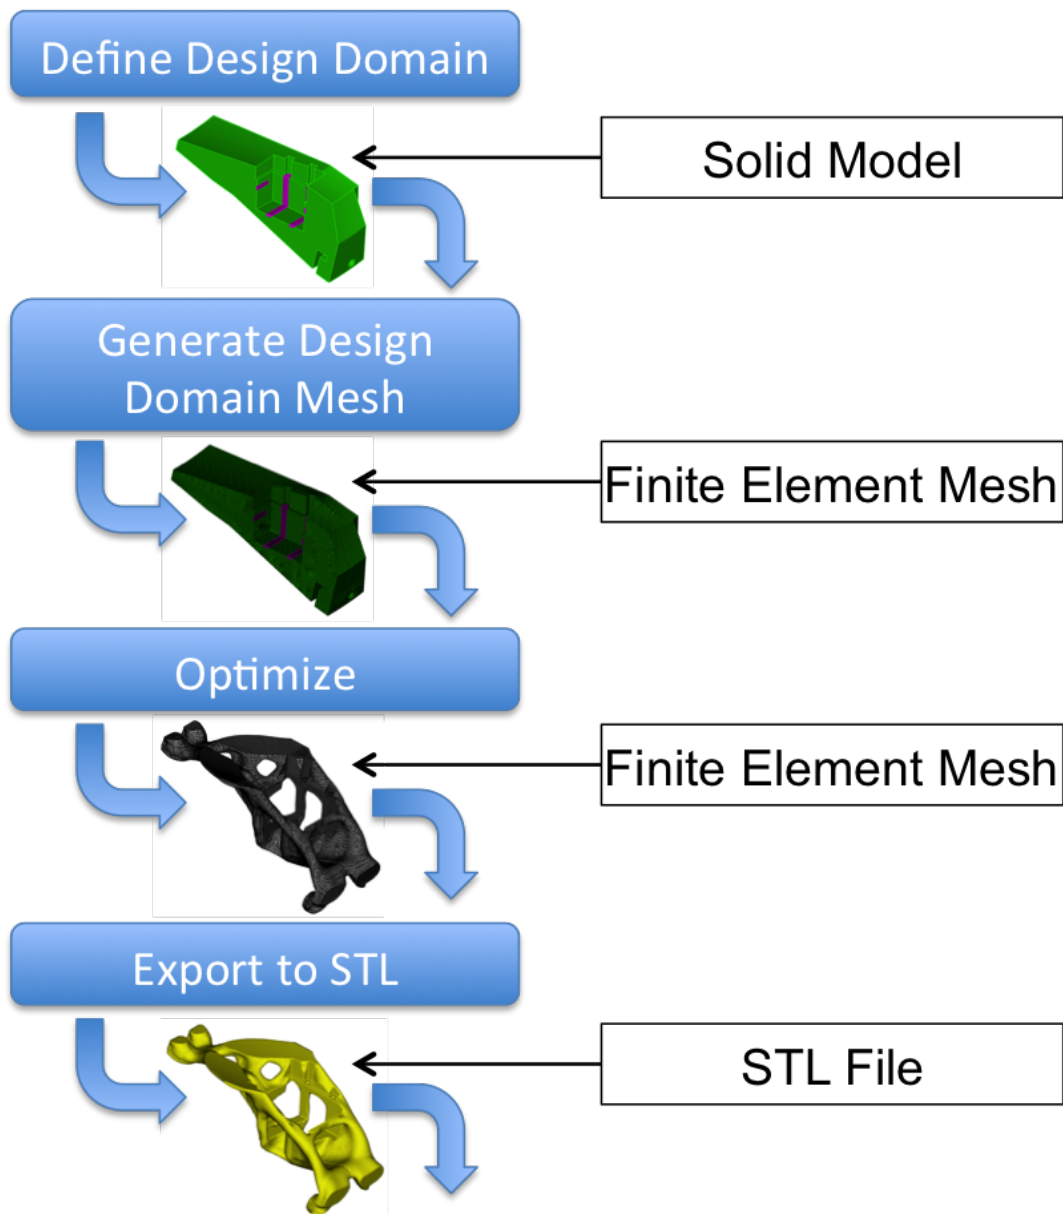 Define Design Domain
Solid Model
Generate Design
Domain Mesh
Finite Element Mesh
Optimize
Finite Element Mesh
Export to STL
STL File